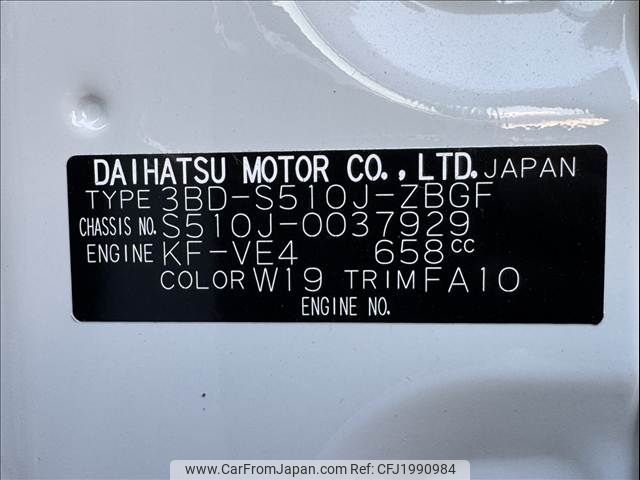 DAIHATSU MOTOR CO.,LTD. JAPAN
TYPE 3BD-S510J-ZBGF
CHASSIS NO. S510J-0037929
ENGINE KF-VE4 658cc
COLOR W19 TRIM FA10
ENGINE NO.
www.CarFromJapan.com | ID: CFJ1990984